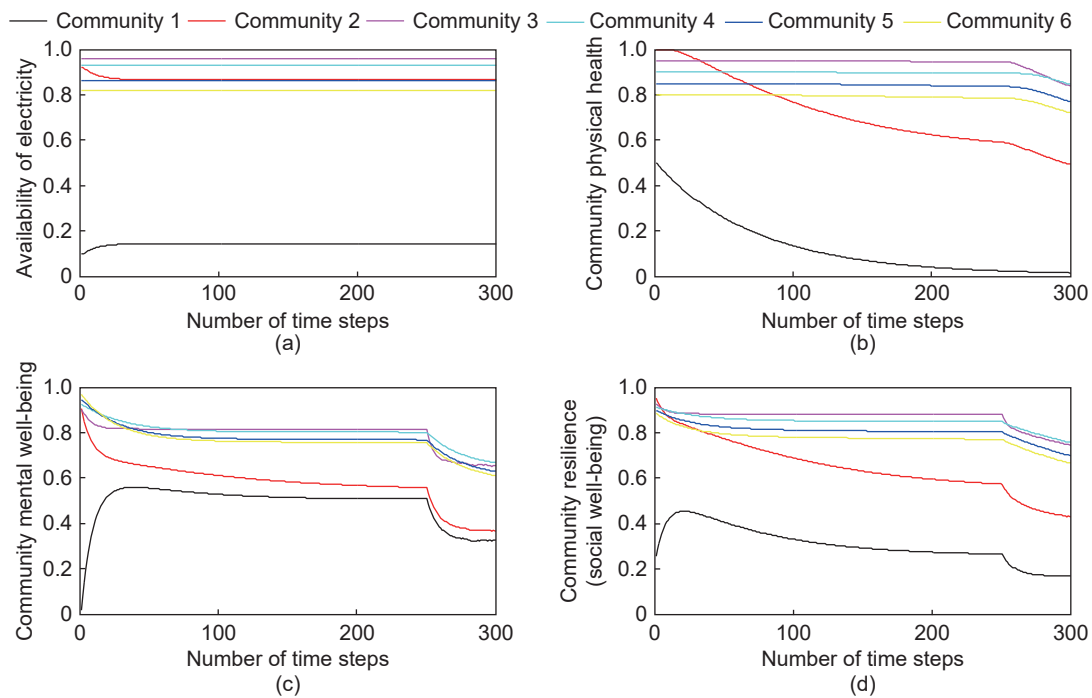 Community 1 Community 2 Community 3 Community 4 Community 5 Community 6
Availability of electricity
1.0
0.8
0.6
0.4
0.2
0
0 100 200 300
Number of time steps
(a)
Community physical health
1.0
0.8
0.6
0.4
0.2
0
0 100 200 300
Number of time steps
(b)
Community mental well-being
1.0
0.8
0.6
0.4
0.2
0
0 100 200 300
Number of time steps
(c)
Community resilience
(social well-being)
1.0
0.8
0.6
0.4
0.2
0
0 100 200 300
Number of time steps
(d)